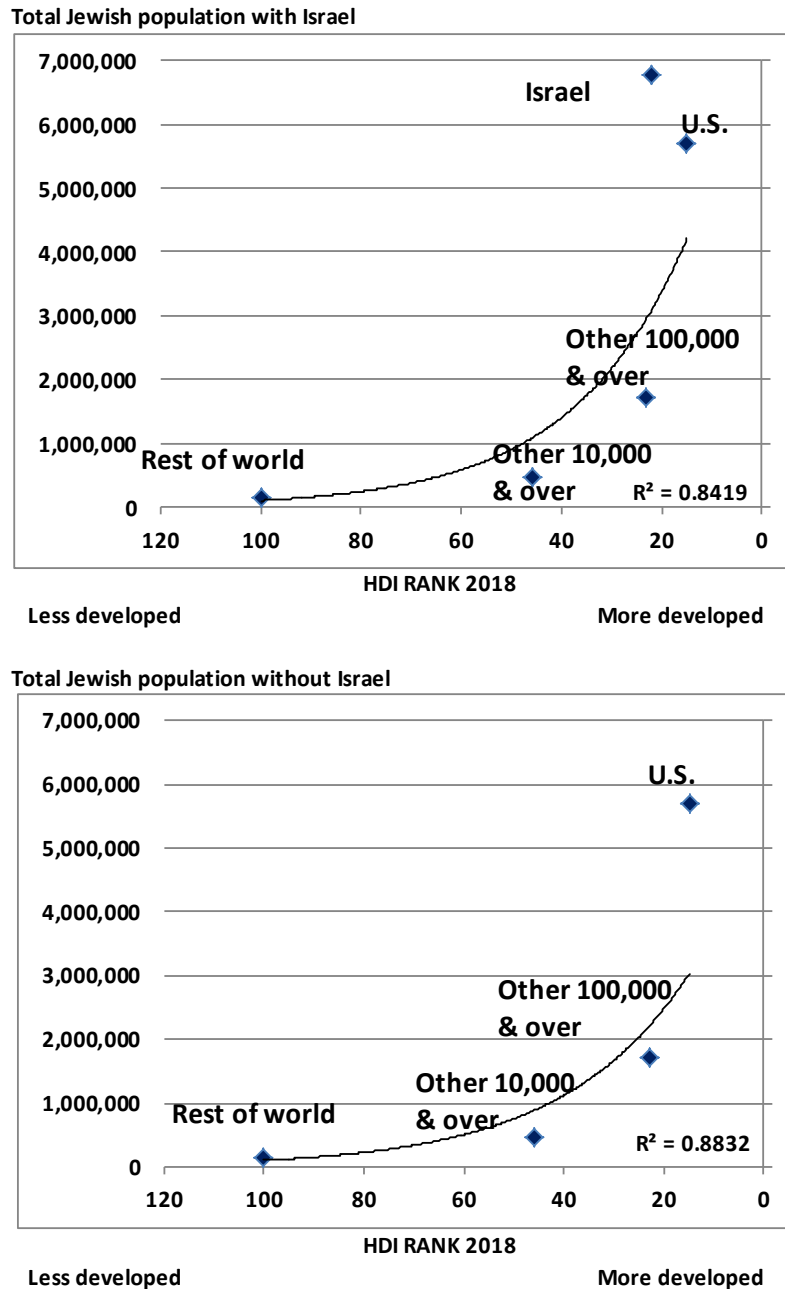 Total Jewish population with Israel
7,000,000
Israel
6,000,000
U.S.
5,000,000
4,000,000
3,000,000
Other 100,000
& over
2,000,000
1,000,000
Rest of world
Other 10,000
& over
R² = 0.8419
0
120 100 80 60 40 20 0
HDI RANK 2018
Less developed More developed
Total Jewish population without Israel
7,000,000
U.S.
6,000,000
5,000,000
4,000,000
3,000,000
Other 100,000
& over
2,000,000
Other 10,000
& over
1,000,000
Rest of world
R² = 0.8832
0
120 100 80 60 40 20 0
HDI RANK 2018
Less developed More developed